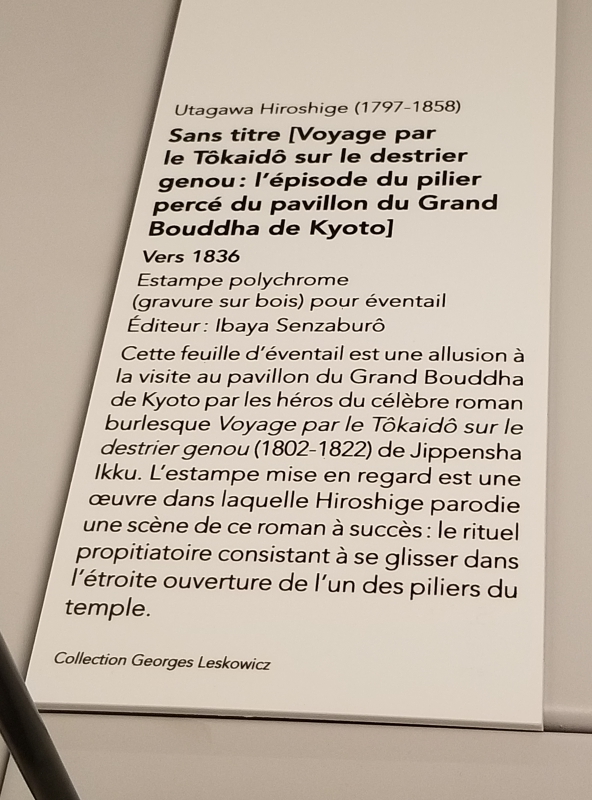 Utagawa Hiroshige (1797-1858)
Sans titre [Voyage par
le Tôkaidô sur le destrier
genou : l'épisode du pilier
percé du pavillon du Grand
Bouddha de Kyoto]
Vers 1836
Estampe polychrome
(gravure sur bois) pour éventail
Éditeur : Ibaya Senzaburô
Cette feuille d'éventail est une allusion à
la visite au pavillon du Grand Bouddha
de Kyoto par les héros du célèbre roman
burlesque Voyage par le Tôkaidô sur le
destrier genou (1802-1822) de Jippensha
Ikku. L'estampe mise en regard est une
œuvre dans laquelle Hiroshige parodie
une scène de ce roman à succès : le rituel
propitiatoire consistant à se glisser dans
l'étroite ouverture de l'un des piliers du
temple.
Collection Georges Leskowicz